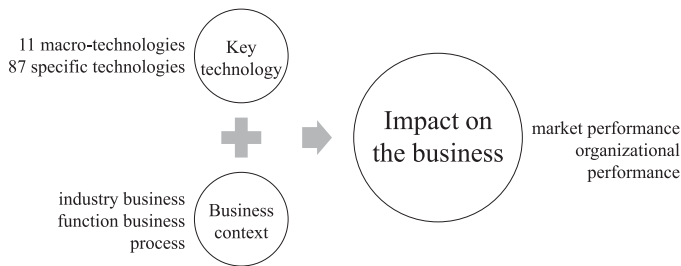 11 macro-technologies
87 specific technologies
Key
technology
Impact on
the business
market performance
organizational
performance
industry business
function business
process
Business
context